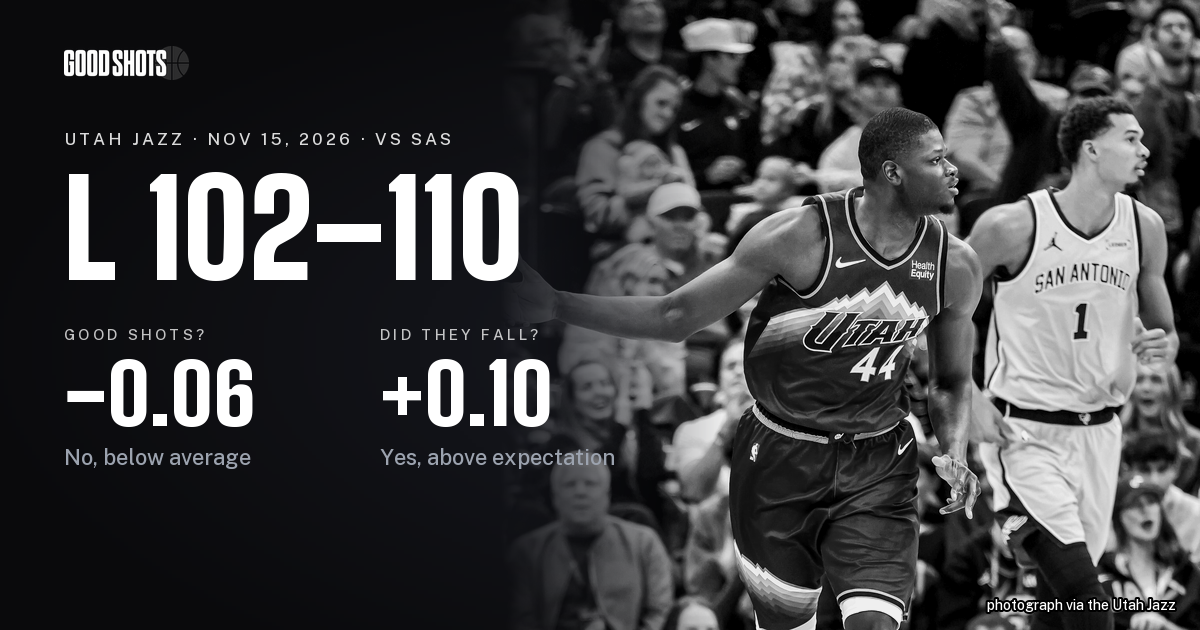 GOOD SHOTS
UTAH JAZZ · NOV 15, 2026 · VS SAS
L 102–110
GOOD SHOTS?
DID THEY FALL?
−0.06
+0.10
No, below average
Yes, above expectation
Health
Equity
UTAH
44
SAN ANTONIO
1
photograph via the Utah Jazz